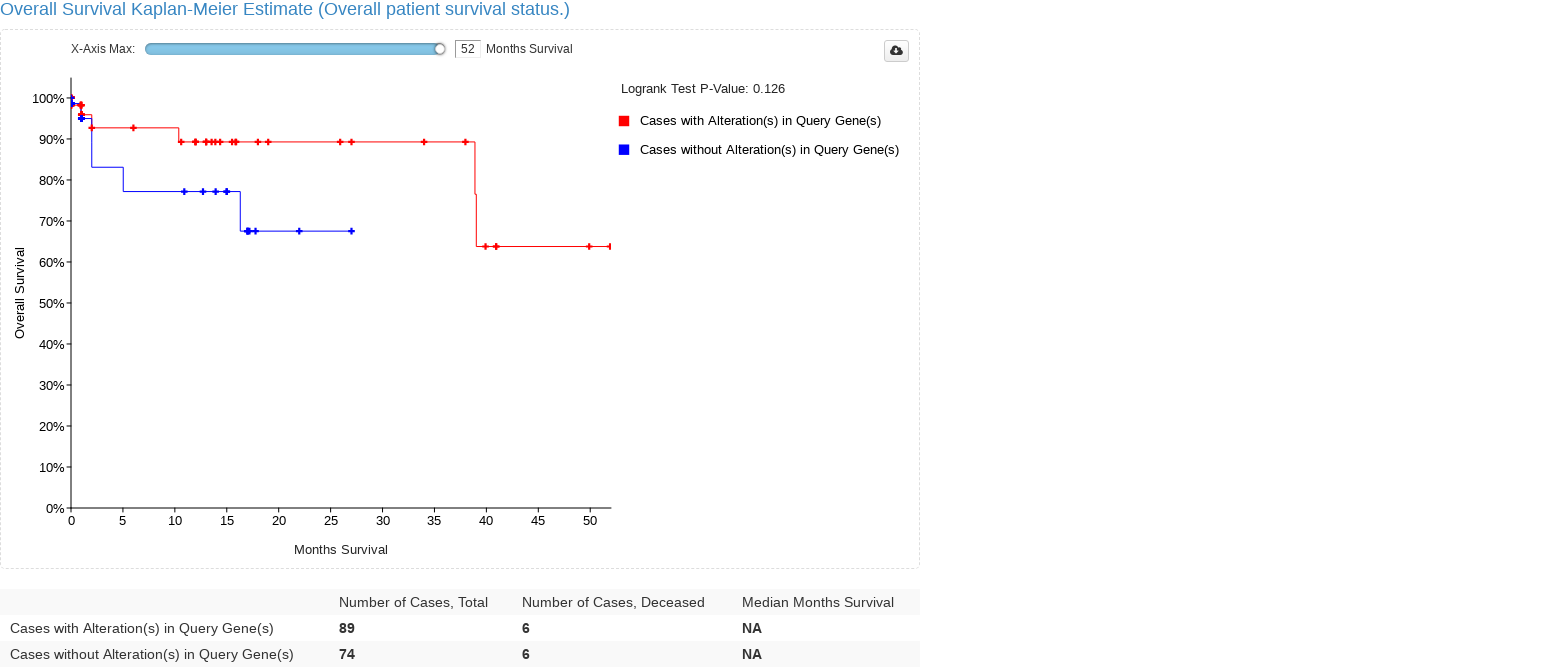 Overall Survival Kaplan-Meier Estimate (Overall patient survival status.)
X-Axis Max: 52 Months Survival
Logrank Test P-Value: 0.126
Cases with Alteration(s) in Query Gene(s)
Cases without Alteration(s) in Query Gene(s)
Overall Survival
100%
90%
80%
70%
60%
50%
40%
30%
20%
10%
0%
0 5 10 15 20 25 30 35 40 45 50
Months Survival
Number of Cases, Total Number of Cases, Deceased Median Months Survival
Cases with Alteration(s) in Query Gene(s) 89 6 NA
Cases without Alteration(s) in Query Gene(s) 74 6 NA